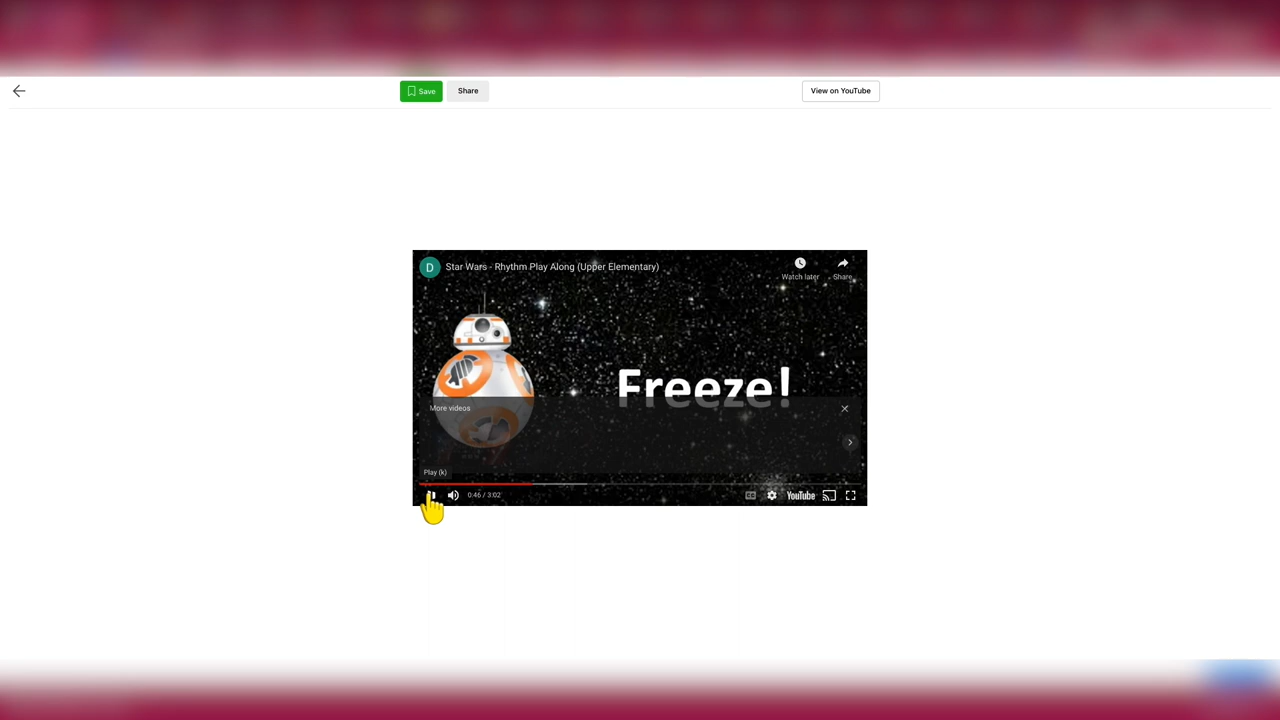 Save
Share
View on YouTube
D
Star Wars - Rhythm Play Along (Upper Elementary)
Watch later
Share
Freeze!
More videos
Play (k)
0:46 / 3:02
CC
YouTube